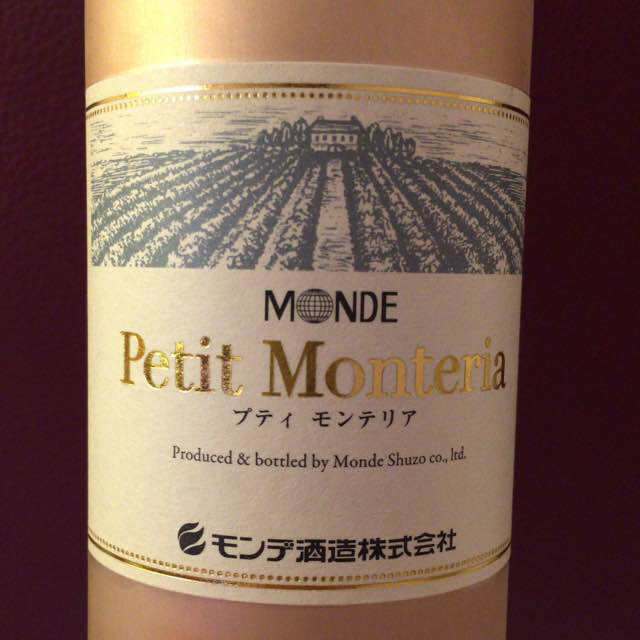 MONDE
Petit Monteria
プティ モンテリア
Produced & bottled by Monde Shuzo co., ltd.
モンデ酒造株式会社